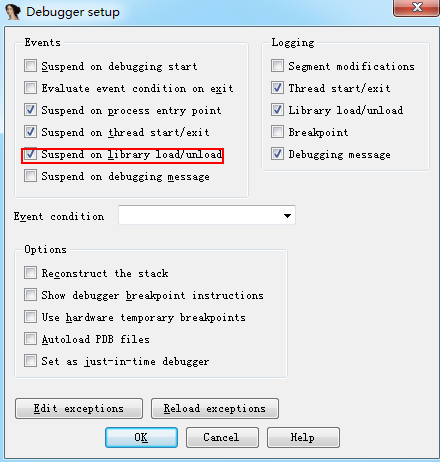 Debugger setup
Events
Suspend on debugging start
Evaluate event condition on exit
Suspend on process entry point
Suspend on thread start/exit
Suspend on library load/unload
Suspend on debugging message
Logging
Segment modifications
Thread start/exit
Library load/unload
Breakpoint
Debugging message
Event condition
Options
Reconstruct the stack
Show debugger breakpoint instructions
Use hardware temporary breakpoints
Autoload PDB files
Set as just-in-time debugger
Edit exceptions
Reload exceptions
OK
Cancel
Help